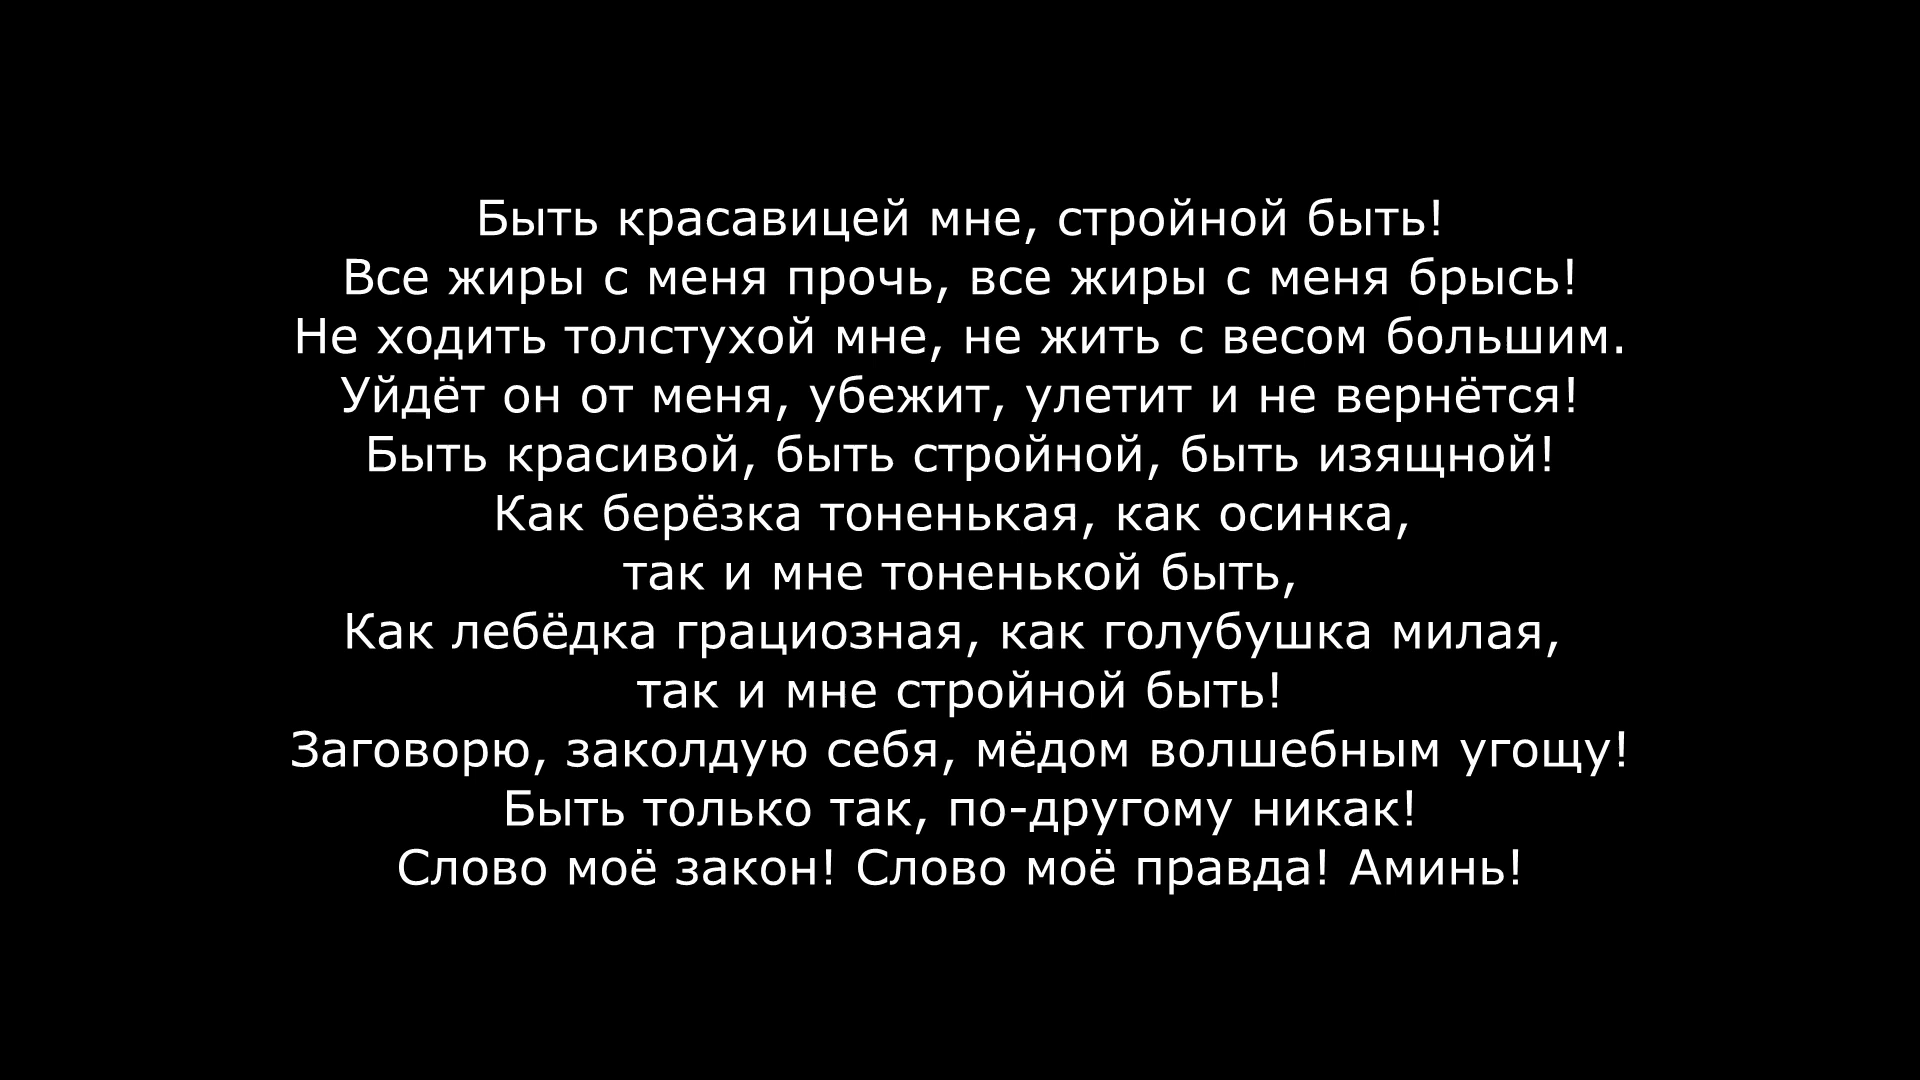 Быть красавицей мне, стройной быть!
Все жиры с меня прочь, все жиры с меня брысь!
Не ходить толстухой мне, не жить с весом большим.
Уйдёт он от меня, убежит, улетит и не вернётся!
Быть красивой, быть стройной, быть изящной!
Как берёзка тоненькая, как осинка,
так и мне тоненькой быть,
Как лебёдка грациозная, как голубушка милая,
так и мне стройной быть!
Заговорю, заколдую себя, мёдом волшебным угощу!
Быть только так, по-другому никак!
Слово моё закон! Слово моё правда! Аминь!